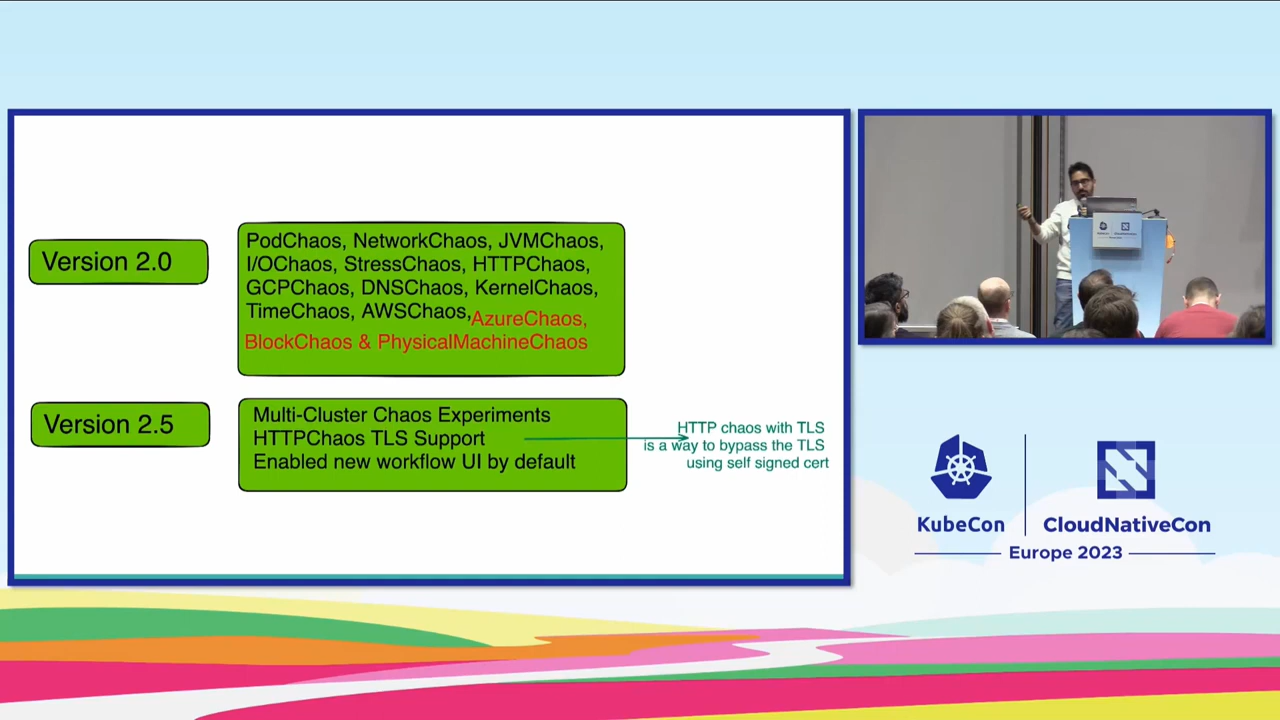 Version 2.0
PodChaos, NetworkChaos, JVMChaos,
I/OChaos, StressChaos, HTTPChaos,
GCPChaos, DNSChaos, KernelChaos,
TimeChaos, AWSChaos, AzureChaos,
BlockChaos & PhysicalMachineChaos
Version 2.5
Multi-Cluster Chaos Experiments
HTTPChaos TLS Support
Enabled new workflow UI by default
HTTP chaos with TLS
is a way to bypass the TLS
using self signed cert
KubeCon
CloudNativeCon
Europe 2023